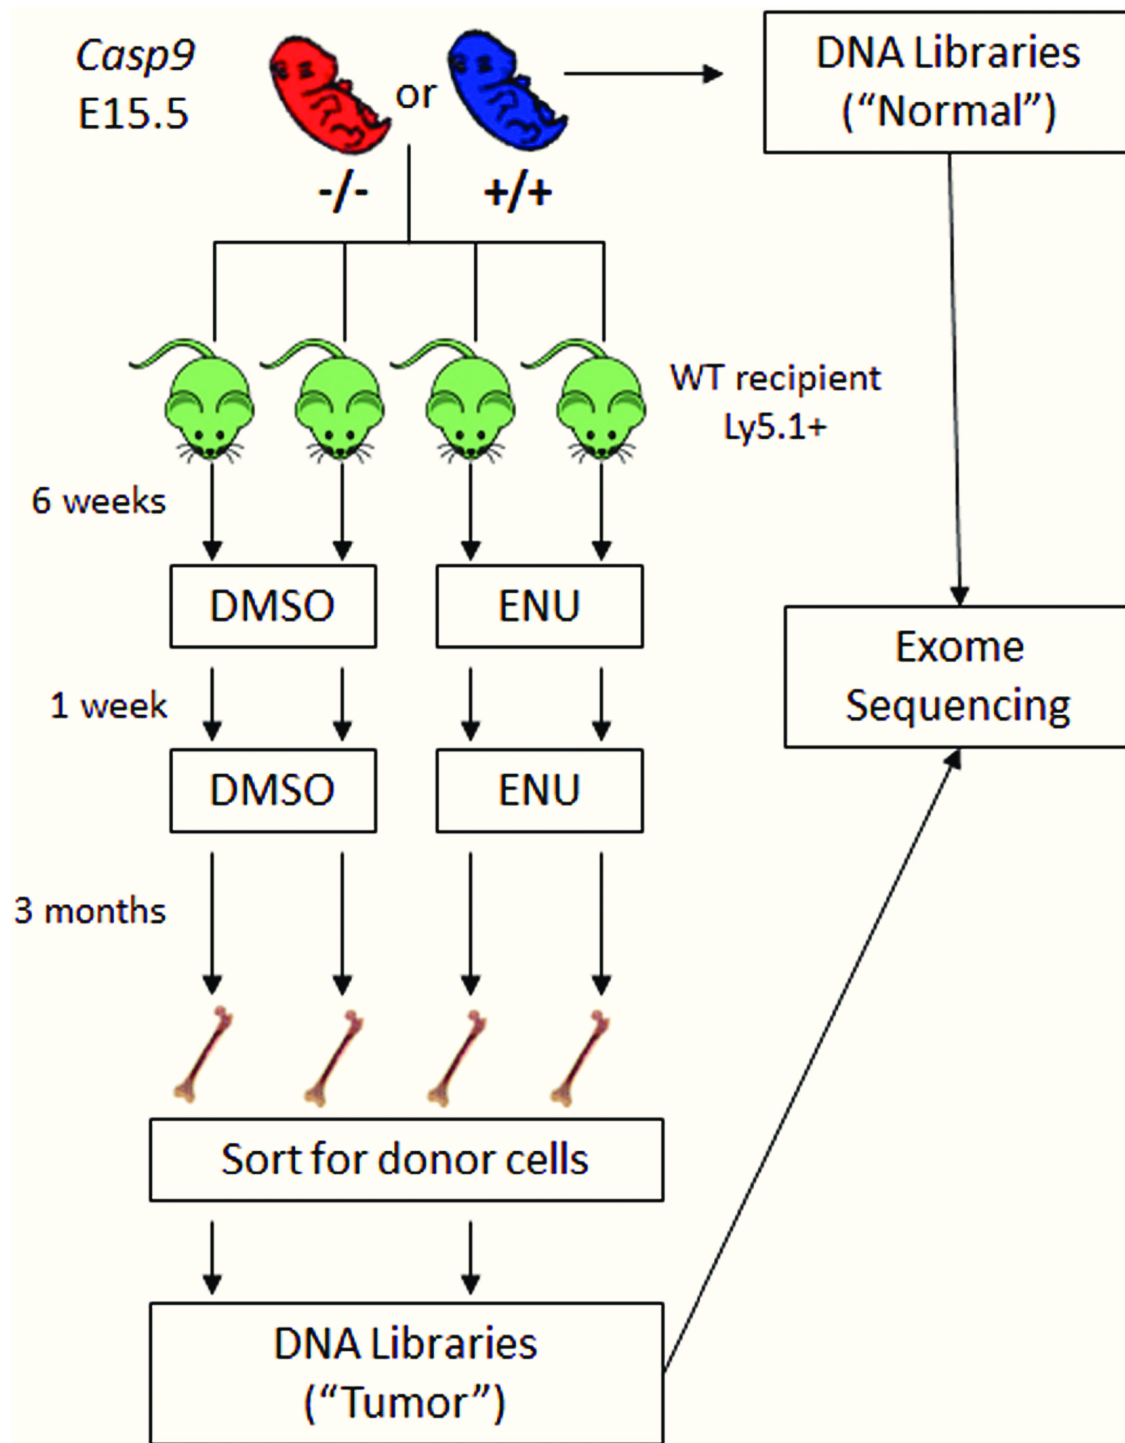 Casp9
E15.5
or
-/-
+/+
DNA Libraries
(“Normal”)
WT recipient
Ly5.1+
6 weeks
DMSO
ENU
Exome
Sequencing
1 week
DMSO
ENU
3 months
Sort for donor cells
DNA Libraries
(“Tumor”)